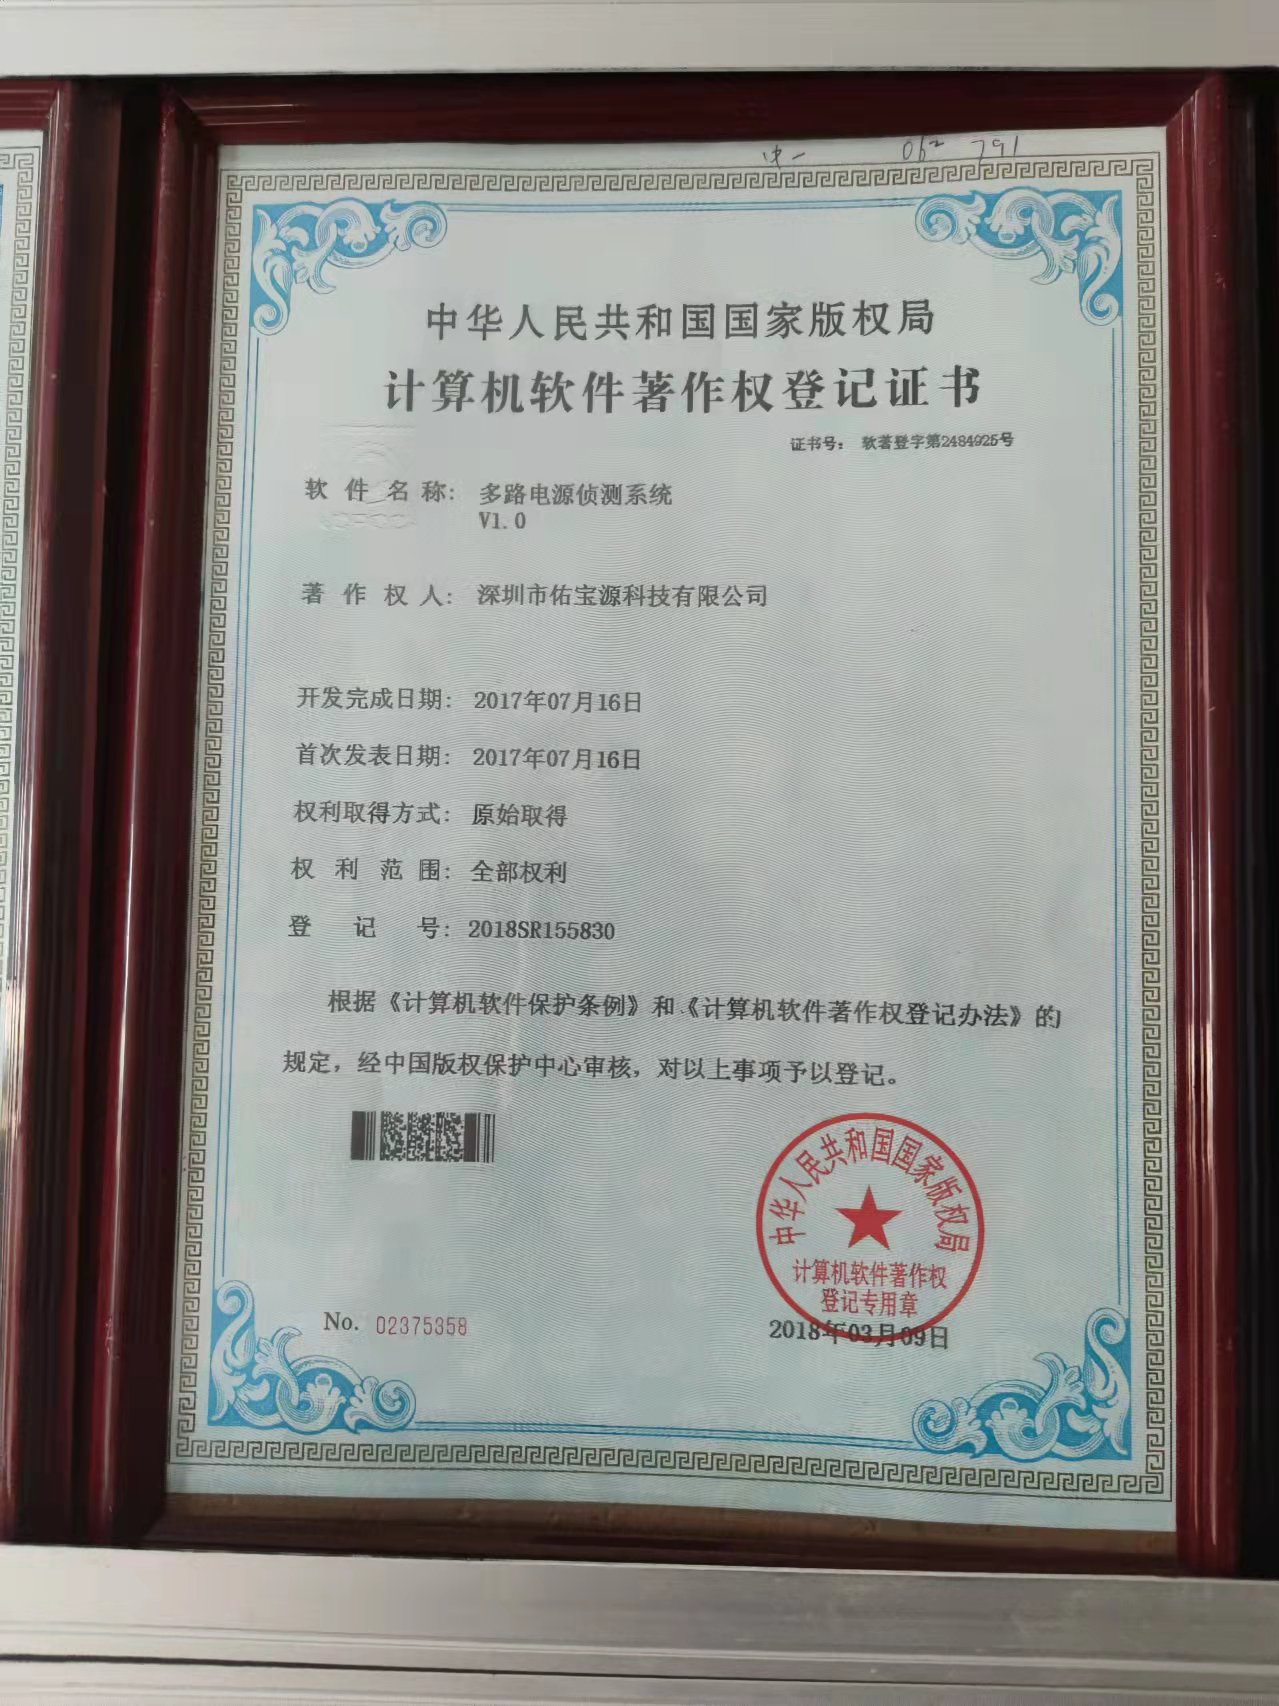 中一 062 791
中华人民共和国国家版权局
计算机软件著作权登记证书
证书号： 软著登字第2484925号
软件名称： 多路电源侦测系统
V1.0
著作权人： 深圳市佑宝源科技有限公司
开发完成日期： 2017年07月16日
首次发表日期： 2017年07月16日
权利取得方式： 原始取得
权利范围： 全部权利
登记号： 2018SR155830
根据《计算机软件保护条例》和《计算机软件著作权登记办法》的
规定，经中国版权保护中心审核，对以上事项予以登记。
中华人民共和国国家版权局
计算机软件著作权
登记专用章
No. 02375358
2018年03月09日